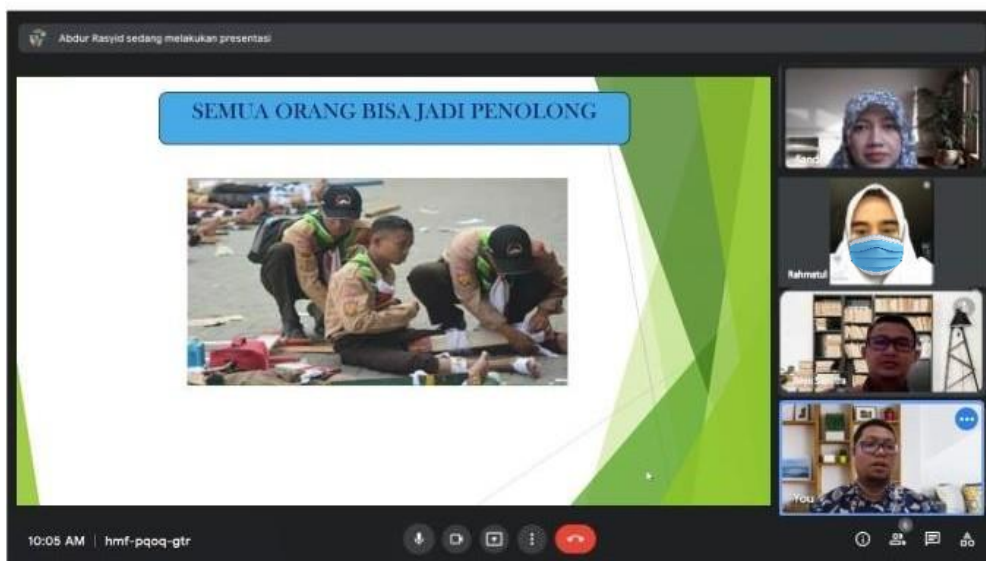 Abdur Rasyid sedang melakukan presentasi
SEMUA ORANG BISA JADI PENOLONG
Rahmatul
You
10:05 AM | hmf-pqoq-gtr